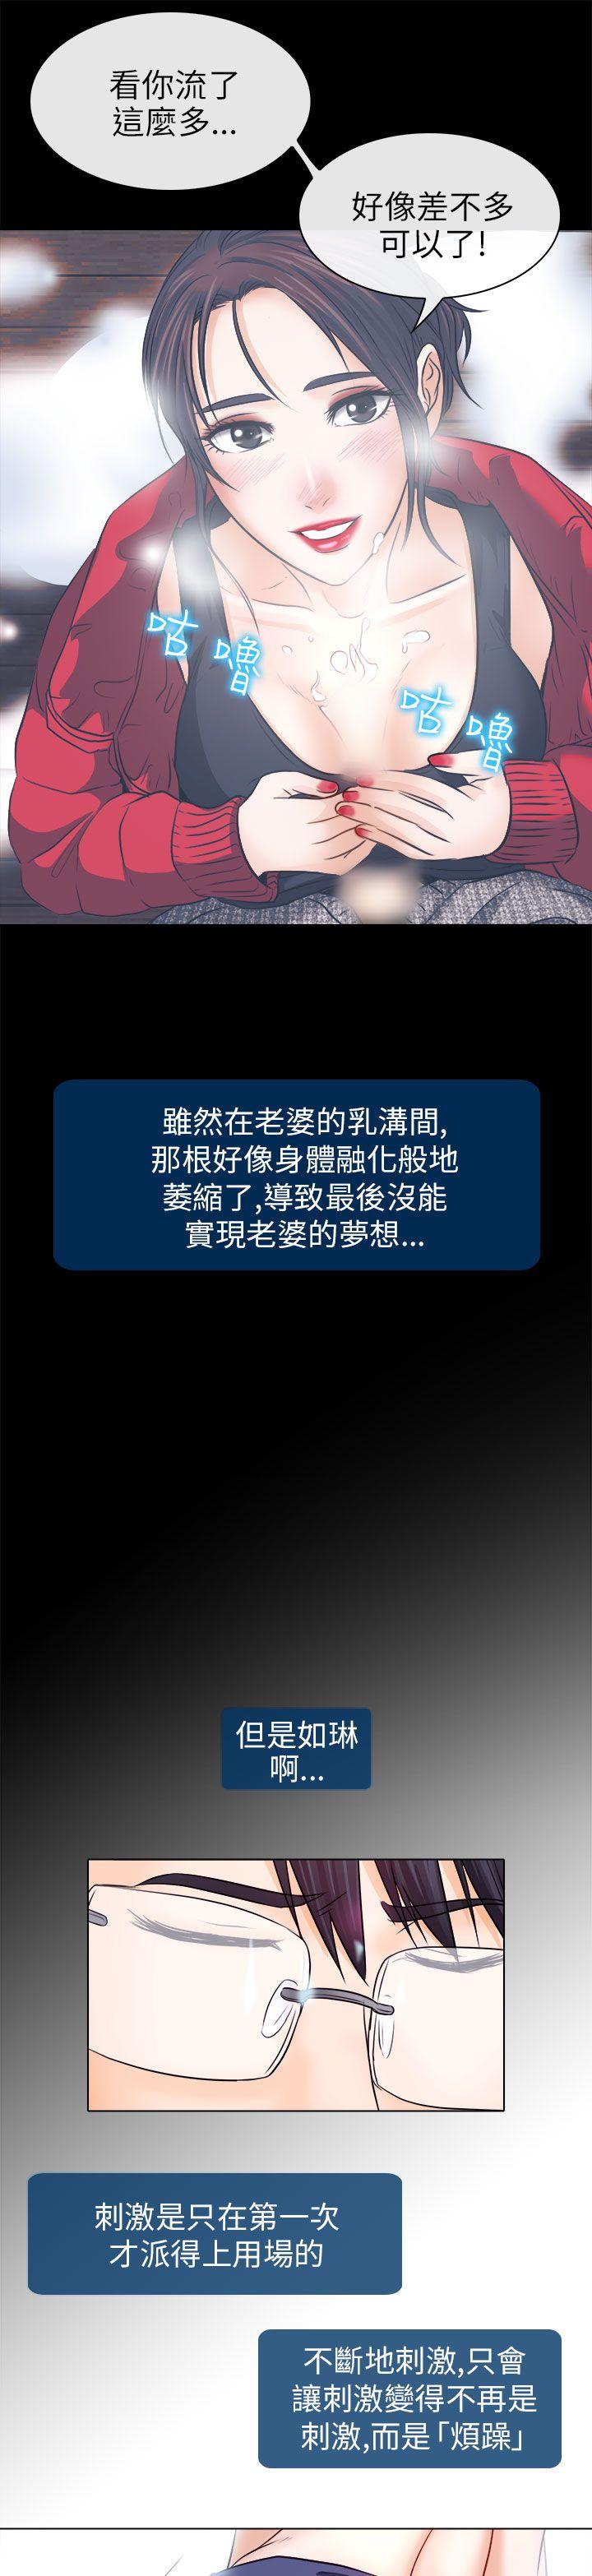 看你流了
這麼多...
好像差不多
可以了!
咕嚕
咕嚕
雖然在老婆的乳溝間,
那根好像身體融化般地
萎縮了,導致最後沒能
實現老婆的夢想...
但是如琳
啊...
刺激是只在第一次
才派得上用場的
不斷地刺激,只會
讓刺激變得不再是
刺激,而是「煩躁」